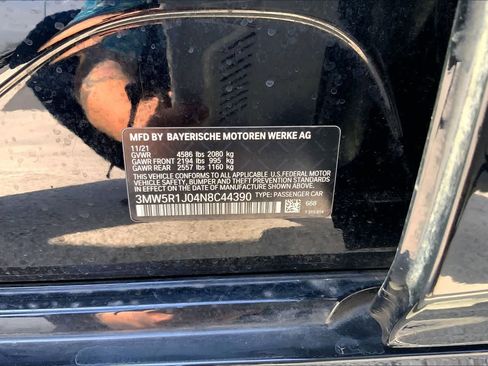 MFD BY BAYERISCHE MOTOREN WERKE AG
11/21
GVWR 4586 lbs 2080 kg
GAWR FRONT 2194 lbs 995 kg
GAWR REAR 2557 lbs 1160 kg
THIS VEHICLE CONFORMS TO ALL APPLICABLE U.S. FEDERAL MOTOR
VEHICLE SAFETY, BUMPER AND THEFT PREVENTION STANDARDS IN
EFFECT ON THE DATE OF MANUFACTURE SHOWN ABOVE.
3MW5R1J04N8C44390 TYPE: PASSENGER CAR
668